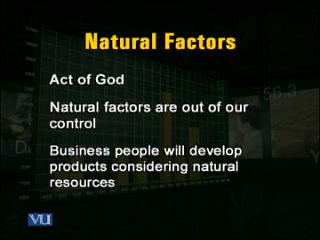 Natural Factors
Act of God
Natural factors are out of our
control
Business people will develop
products considering natural
resources
VU